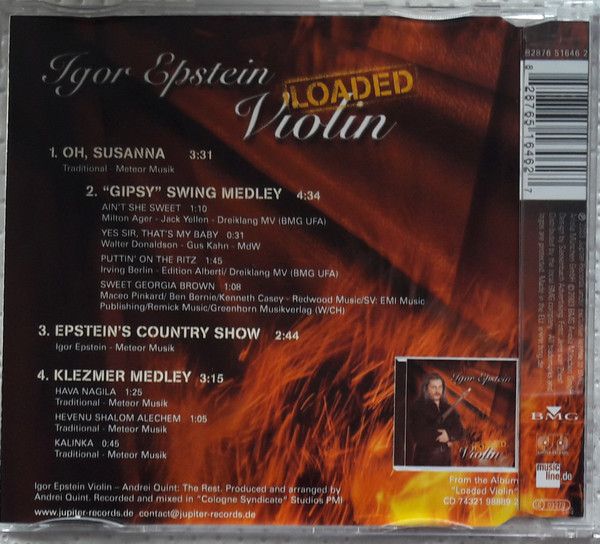 82876 51646 2
Igor Epstein
LOADED
Violin
1. OH, SUSANNA 3:31
Traditional - Meteor Musik
2. “GIPSY” SWING MEDLEY 4:34
AIN'T SHE SWEET 1:10
Milton Ager - Jack Yellen - Dreiklang MV (BMG UFA)
YES SIR, THAT'S MY BABY 0:31
Walter Donaldson - Gus Kahn - MdW
PUTTIN' ON THE RITZ 1:45
Irving Berlin - Edition Alberti/ Dreiklang MV (BMG UFA)
SWEET GEORGIA BROWN 1:08
Maceo Pinkard/ Ben Bernie/Kenneth Casey - Redwood Music/SV: EMI Music
Publishing/Remick Music/Greenhorn Musikverlag (W/CH)
3. EPSTEIN'S COUNTRY SHOW 2:44
Igor Epstein - Meteor Musik
4. KLEZMER MEDLEY 3:15
HAVA NAGILA 1:25
Traditional - Meteor Musik
HEVENU SHALOM ALECHEM 1:05
Traditional - Meteor Musik
KALINKA 0:45
Traditional - Meteor Musik
Igor Epstein Violin – Andrei Quint: The Rest. Produced and arranged by
Andrei Quint. Recorded and mixed in “Cologne Syndicate” Studios PMI
www.jupiter-records.de contact@jupiter-records.de
Igor Epstein
LOADED
Violin
From the Album
“Loaded Violin”
8 28765 16462 7
BMG
music
line.de